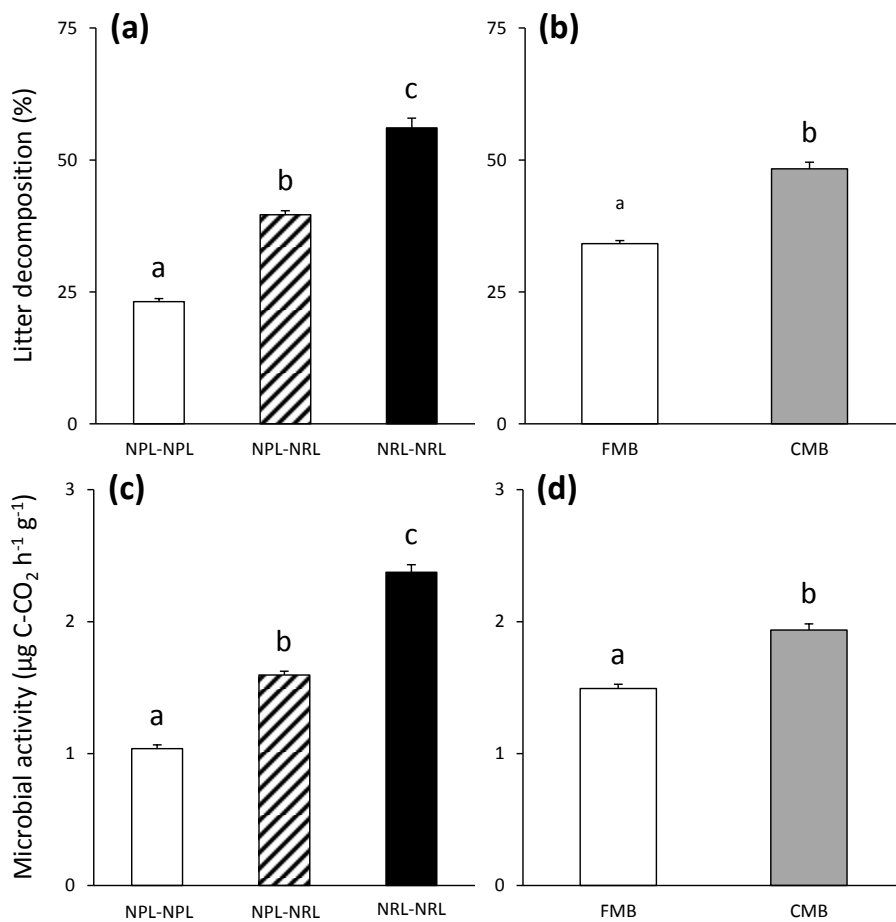 (a)
Litter decomposition (%)
75
50
25
0
a
b
c
NPL-NPL
NPL-NRL
NRL-NRL
(b)
75
50
25
0
a
b
FMB
CMB
(c)
Microbial activity (µg C-CO₂ h⁻¹ g⁻¹)
3
2
1
0
a
b
c
NPL-NPL
NPL-NRL
NRL-NRL
(d)
3
2
1
0
a
b
FMB
CMB